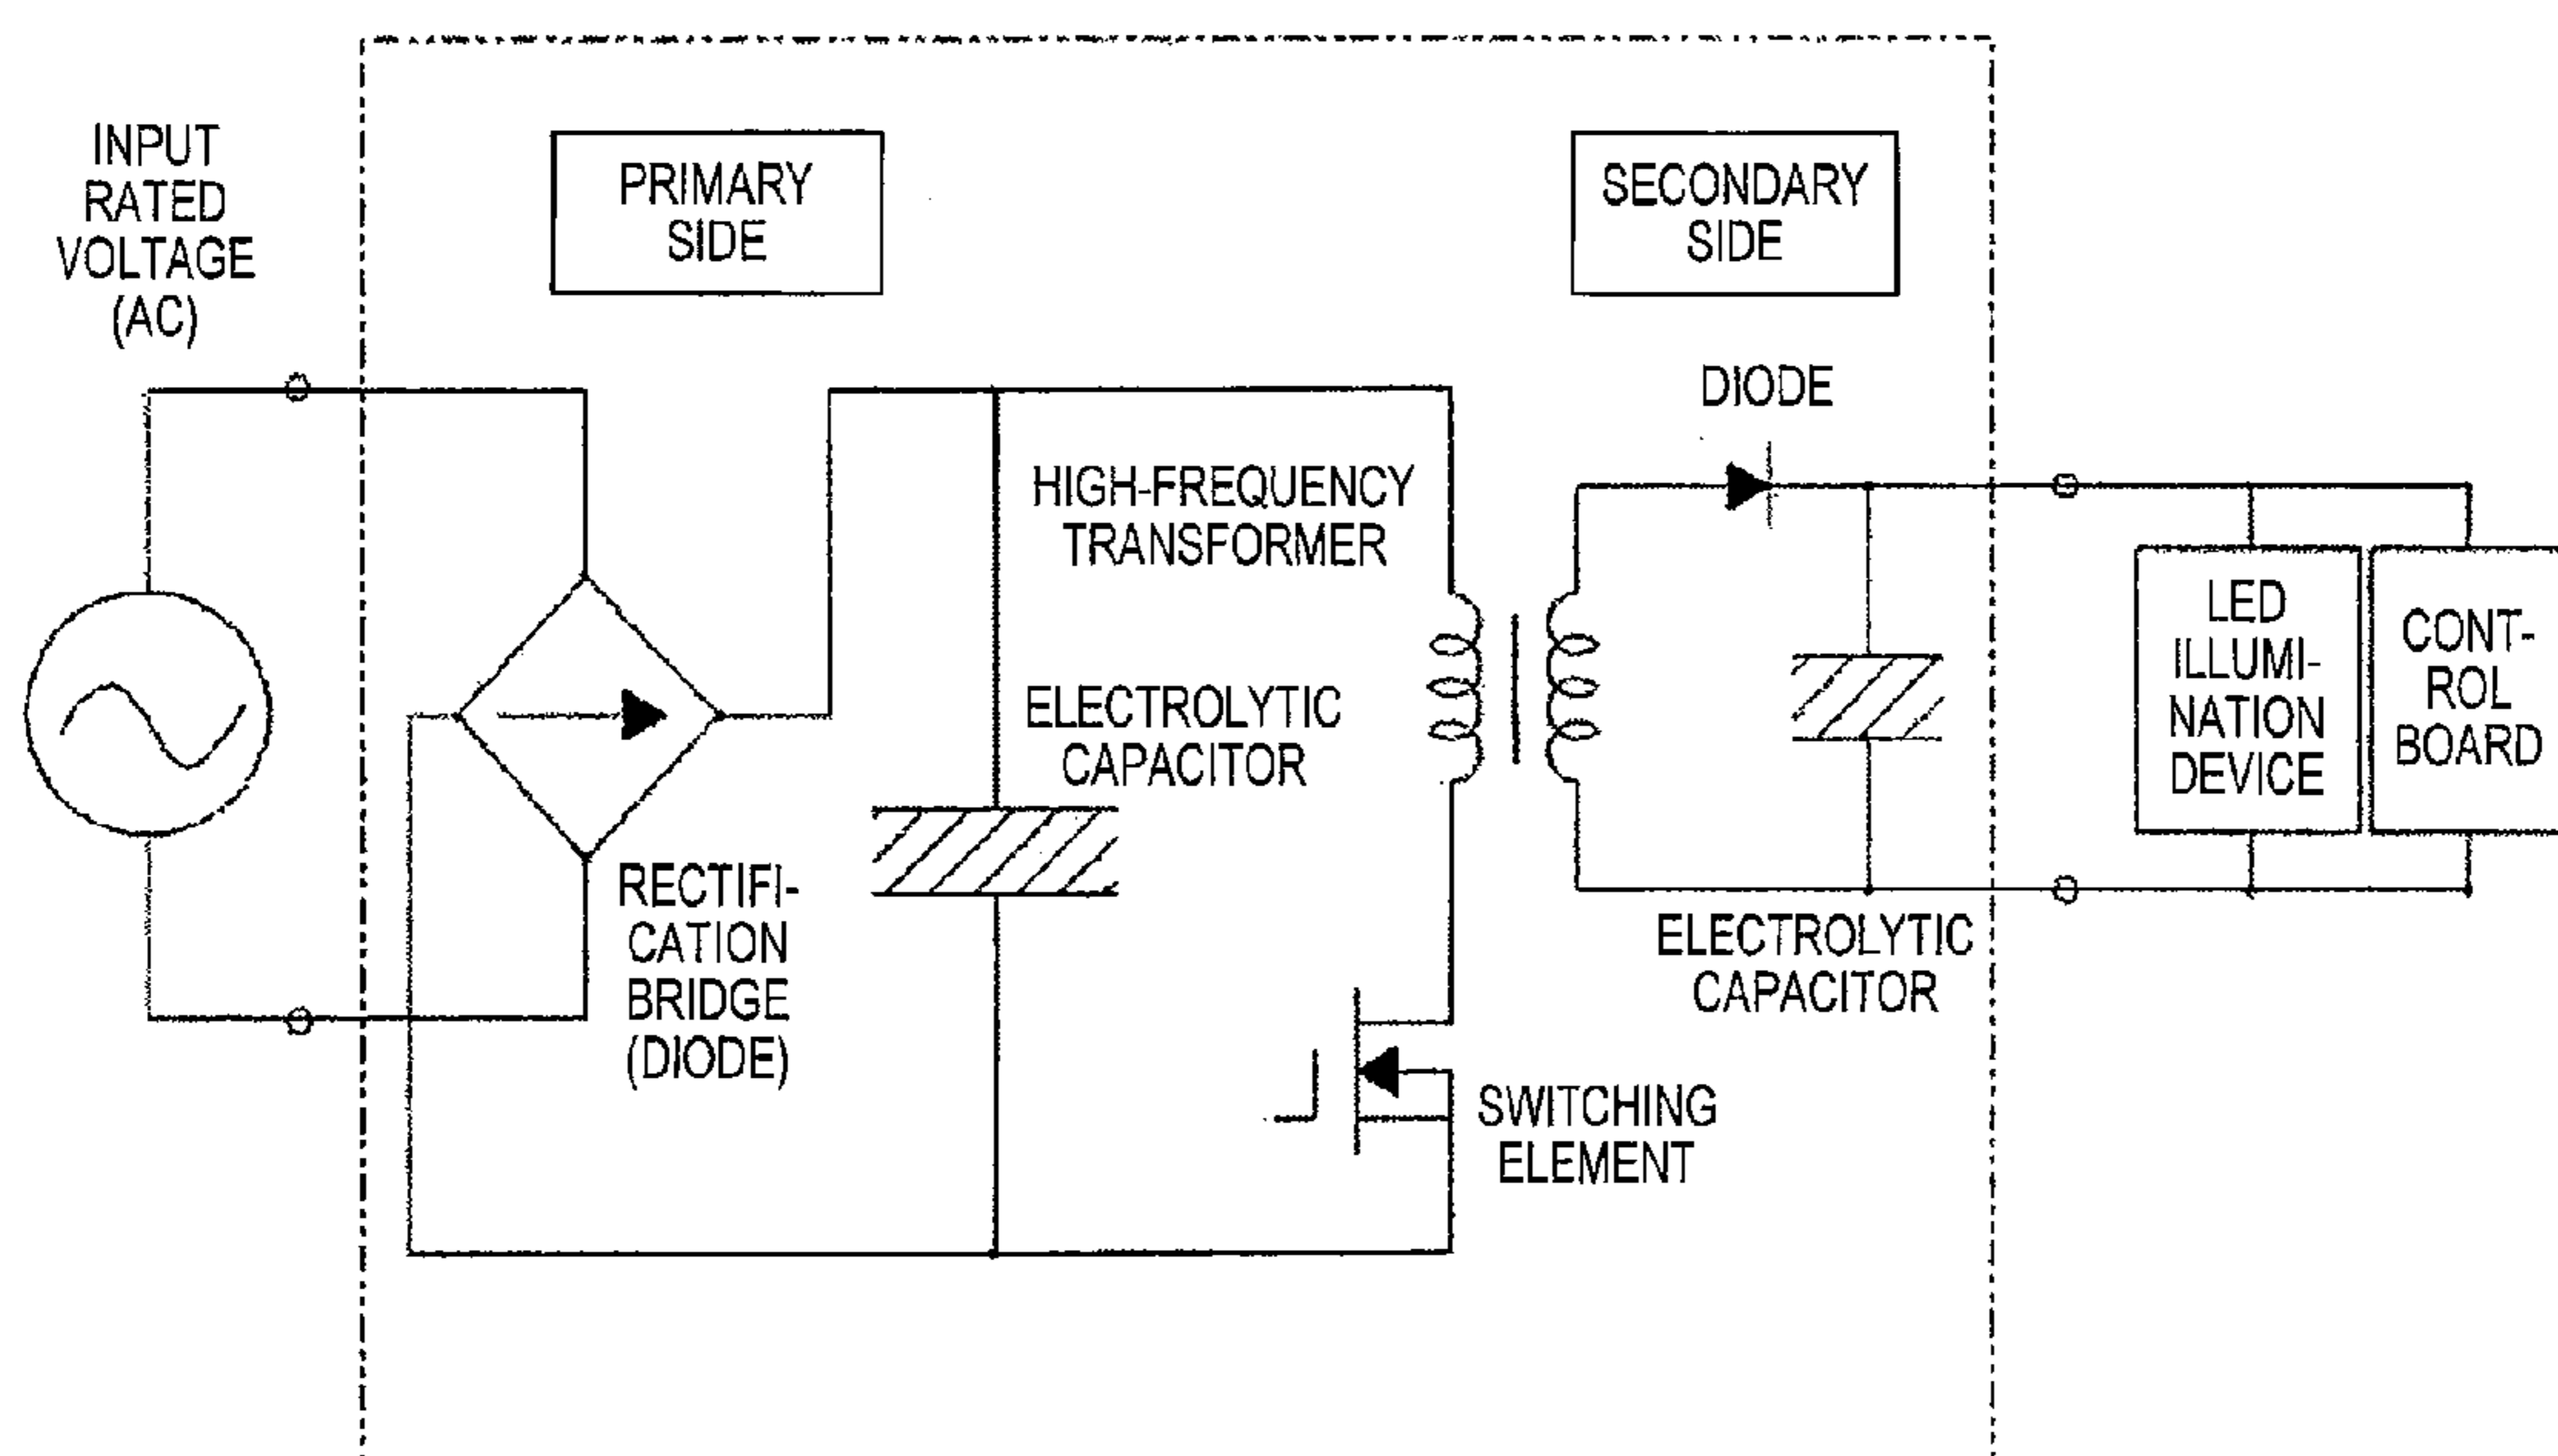 INPUT
RATED
VOLTAGE
(AC)
PRIMARY
SIDE
SECONDARY
SIDE
DIODE
HIGH-FREQUENCY
TRANSFORMER
ELECTROLYTIC
CAPACITOR
RECTIFI-
CATION
BRIDGE
(DIODE)
SWITCHING
ELEMENT
ELECTROLYTIC
CAPACITOR
LED
ILLUMI-
NATION
DEVICE
CONT-
ROL
BOARD